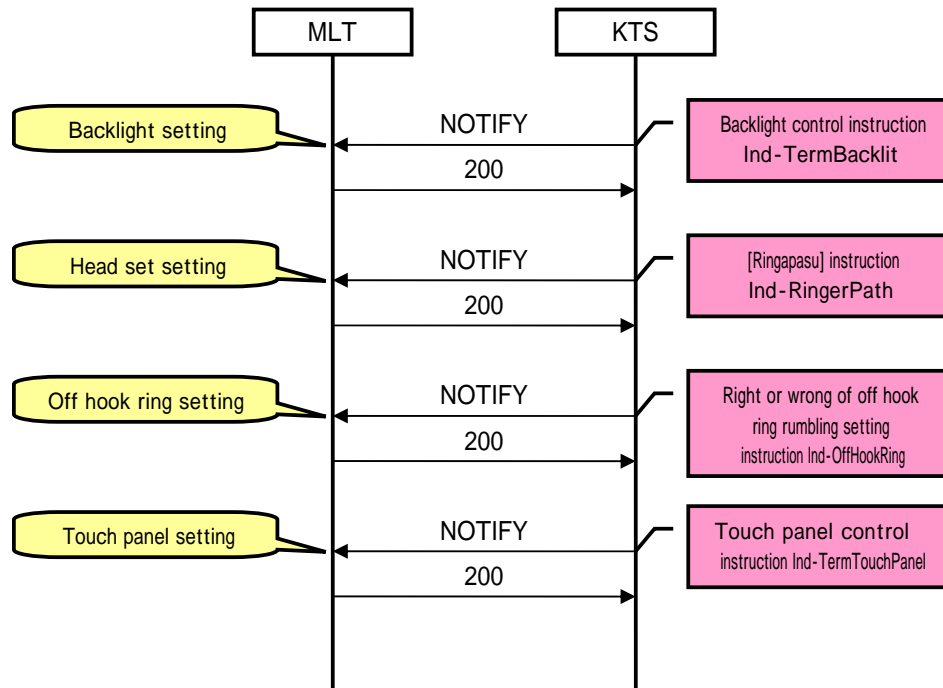 MLT
KTS
Backlight setting
NOTIFY
Backlight control instruction
Ind-TermBacklit
200
Head set setting
NOTIFY
[Ringapasu] instruction
Ind-RingerPath
200
Off hook ring setting
NOTIFY
Right or wrong of off hook
ring rumbling setting
instruction Ind-OffHookRing
200
Touch panel setting
NOTIFY
Touch panel control
instruction Ind-TermTouchPanel
200